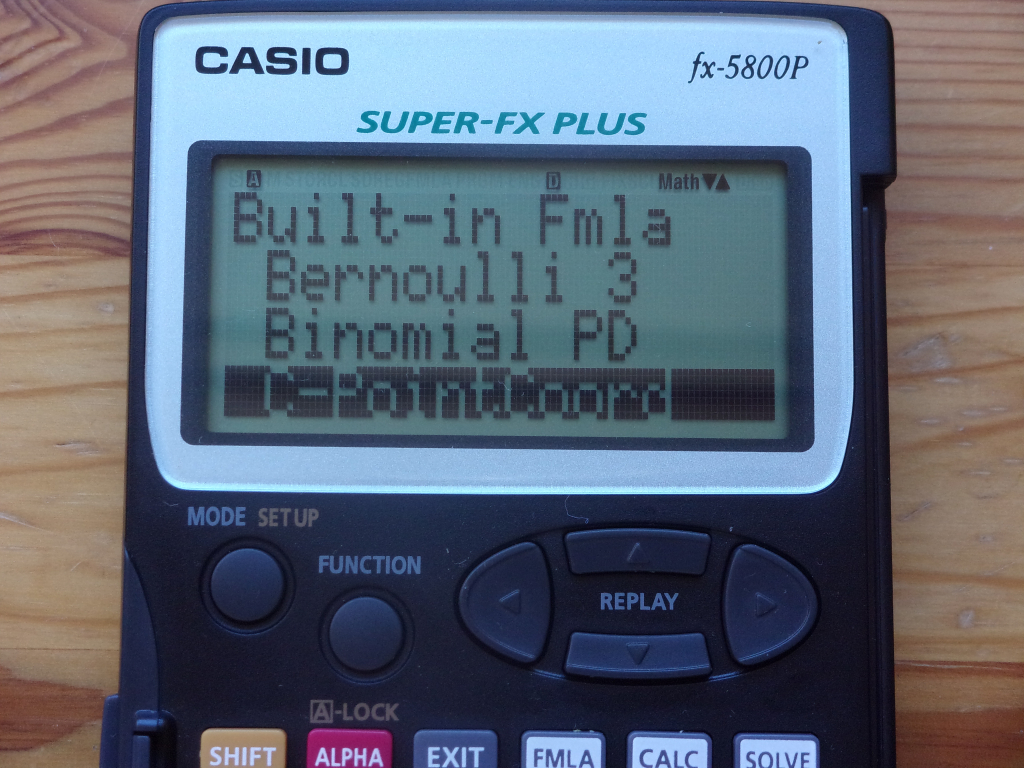 CASIO
fx-5800P
SUPER-FX PLUS
A D Math▼▲
Built-in Fmla
Bernoulli 3
Binomial PD
MODE SETUP
FUNCTION
REPLAY
A-LOCK
SHIFT ALPHA EXIT FMLA CALC SOLVE